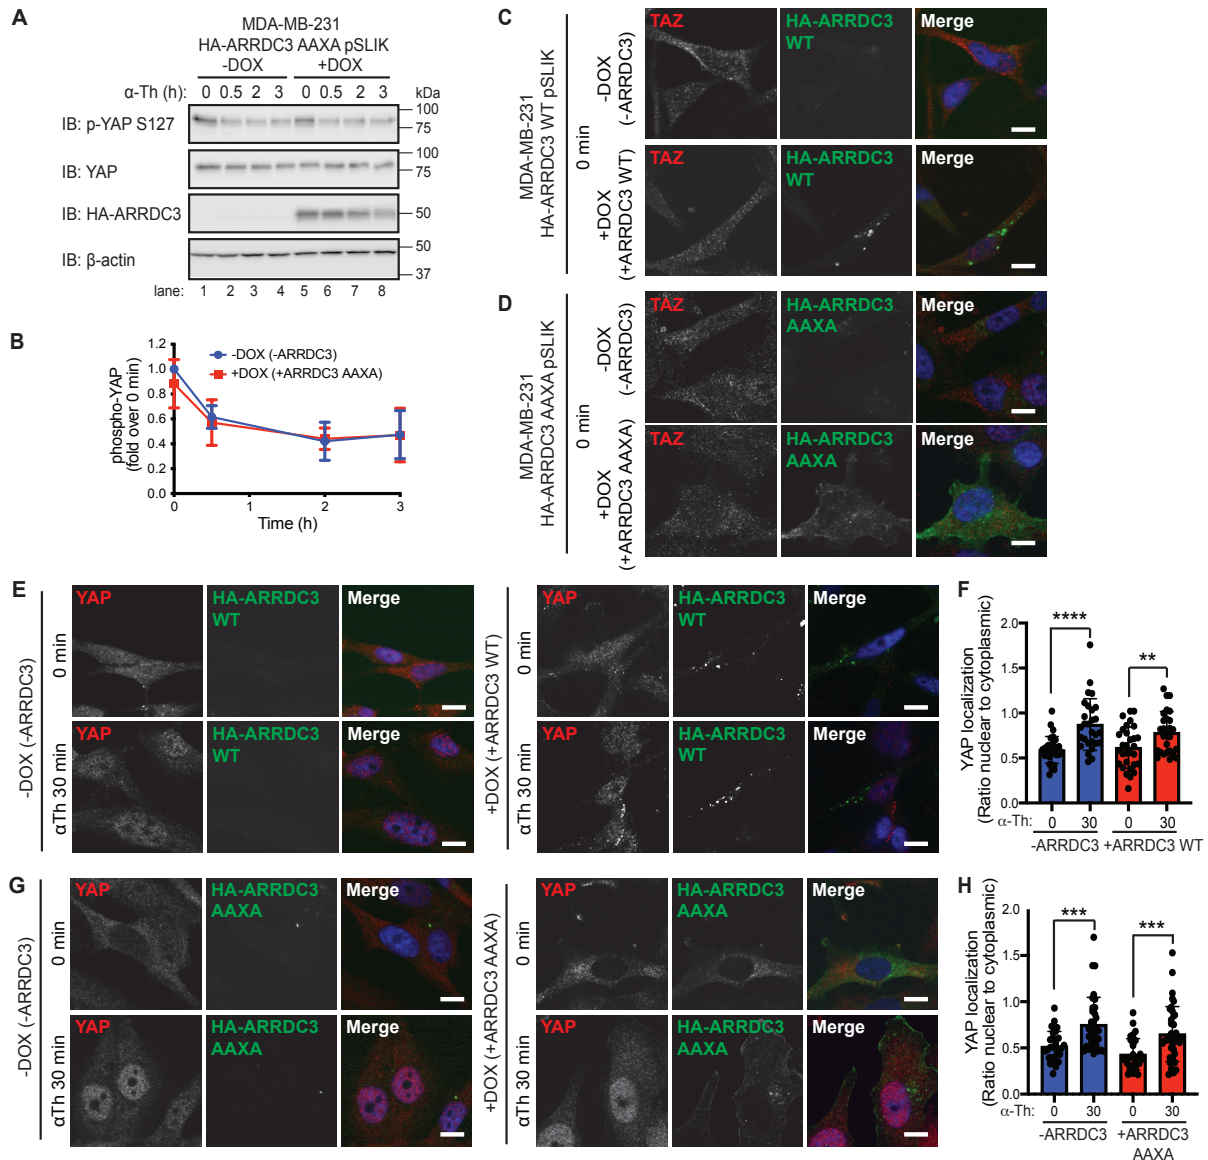 A
MDA-MB-231
HA-ARRDC3 AAXA pSLIK
-DOX +DOX
α-Th (h): 0 0.5 2 3 0 0.5 2 3 kDa
IB: p-YAP S127
100
75
IB: YAP
100
75
IB: HA-ARRDC3
50
IB: β-actin
50
37
lane: 1 2 3 4 5 6 7 8
B
phospho-YAP
(fold over 0 min)
1.2
1.0
0.8
0.6
0.4
0.2
0.0
-DOX (-ARRDC3)
+DOX (+ARRDC3 AAXA)
0 1 2 3
Time (h)
C
MDA-MB-231
HA-ARRDC3 WT pSLIK
0 min
-DOX
(-ARRDC3)
TAZ
HA-ARRDC3
WT
Merge
+DOX
(+ARRDC3 WT)
TAZ
HA-ARRDC3
WT
Merge
D
MDA-MB-231
HA-ARRDC3 AAXA pSLIK
0 min
-DOX
(-ARRDC3)
TAZ
HA-ARRDC3
AAXA
Merge
+DOX
(+ARRDC3 AAXA)
TAZ
HA-ARRDC3
AAXA
Merge
E
-DOX (-ARRDC3)
0 min
YAP
HA-ARRDC3
WT
Merge
αTh 30 min
YAP
HA-ARRDC3
WT
Merge
+DOX (+ARRDC3 WT)
0 min
YAP
HA-ARRDC3
WT
Merge
αTh 30 min
YAP
HA-ARRDC3
WT
Merge
F
YAP localization
(Ratio nuclear to cytoplasmic)
2.0
1.5
1.0
0.5
0.0
****
**
α-Th: 0 30 0 30
-ARRDC3 +ARRDC3 WT
G
-DOX (-ARRDC3)
0 min
YAP
HA-ARRDC3
AAXA
Merge
αTh 30 min
YAP
HA-ARRDC3
AAXA
Merge
+DOX (+ARRDC3 AAXA)
0 min
YAP
HA-ARRDC3
AAXA
Merge
αTh 30 min
YAP
HA-ARRDC3
AAXA
Merge
H
YAP localization
(Ratio nuclear to cytoplasmic)
2.0
1.5
1.0
0.5
0.0
***
***
α-Th: 0 30 0 30
-ARRDC3 +ARRDC3
AAXA